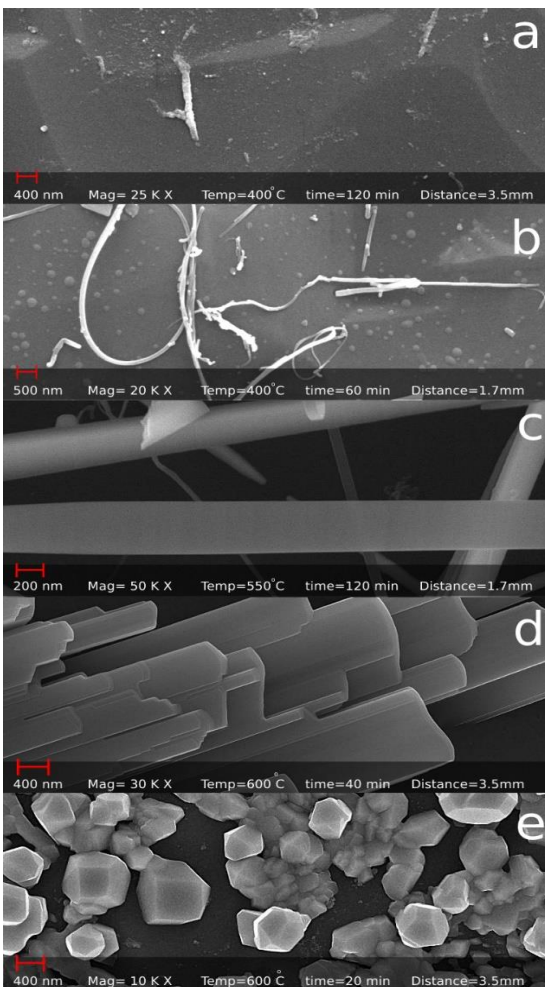 a
400 nm Mag= 25 K X Temp=400°C time=120 min Distance=3.5mm
b
500 nm Mag= 20 K X Temp=400°C time=60 min Distance=1.7mm
c
200 nm Mag= 50 K X Temp=550°C time=120 min Distance=1.7mm
d
400 nm Mag= 30 K X Temp=600°C time=40 min Distance=3.5mm
e
400 nm Mag= 10 K X Temp=600°C time=20 min Distance=3.5mm